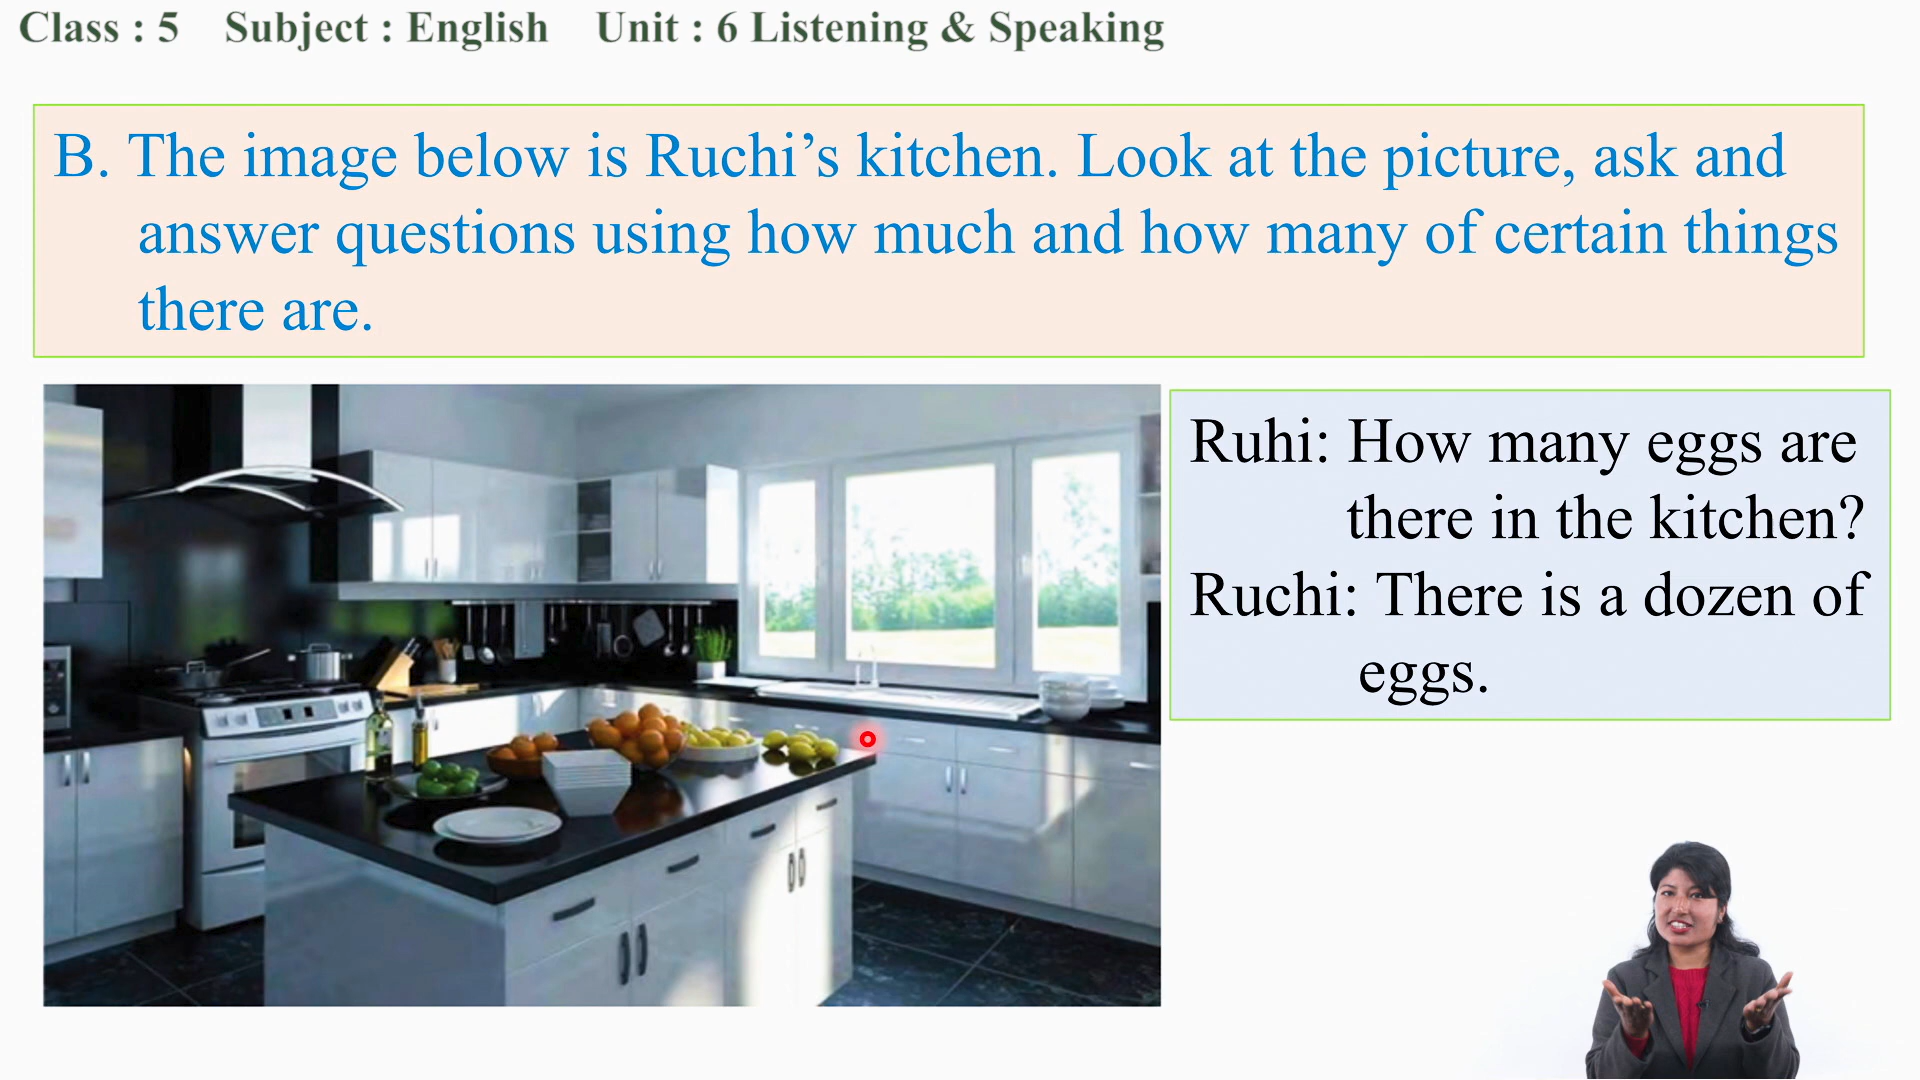 Class : 5 Subject : English Unit : 6 Listening & Speaking
B. The image below is Ruchi’s kitchen. Look at the picture, ask and
answer questions using how much and how many of certain things
there are.
Ruhi: How many eggs are
there in the kitchen?
Ruchi: There is a dozen of
eggs.